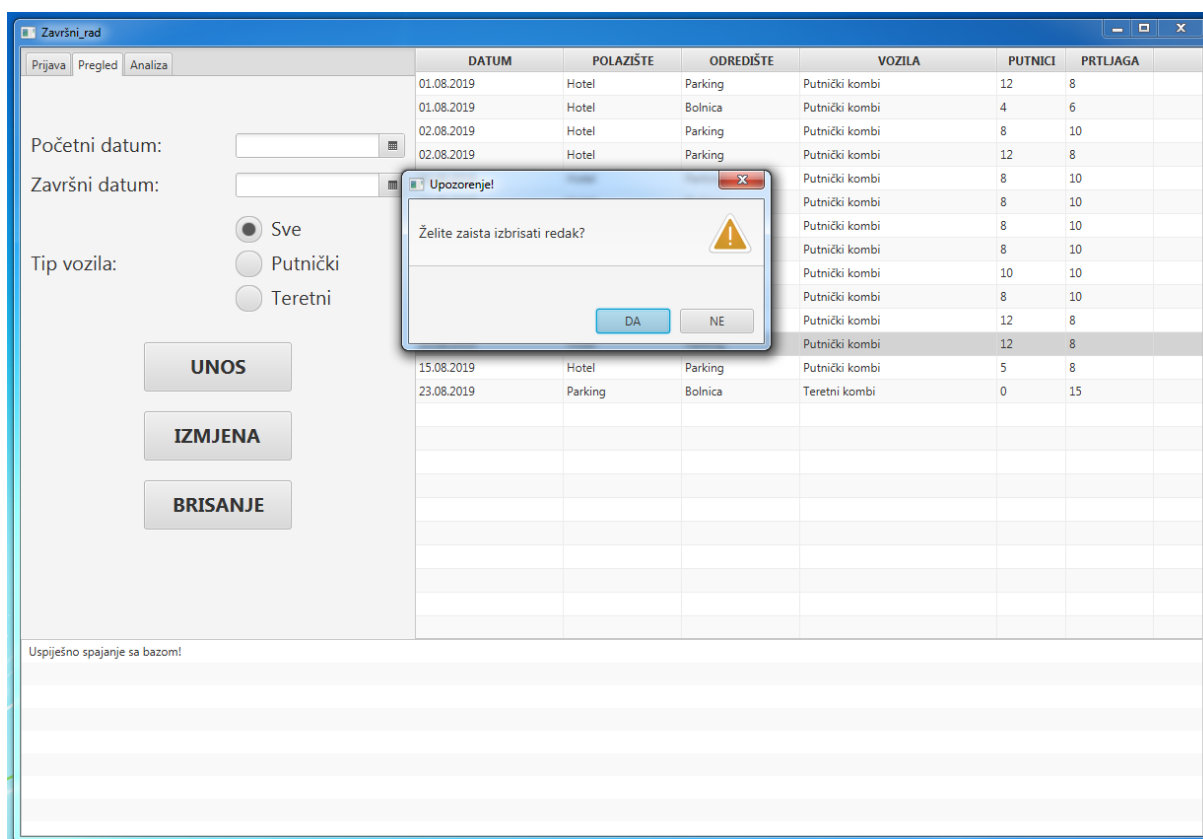 Završni_rad
Prijava Pregled Analiza
Početni datum:
Završni datum:
Tip vozila:
Sve
Putnički
Teretni
UNOS
IZMJENA
BRISANJE
DATUM POLAZIŠTE ODREDIŠTE VOZILA PUTNICI PRTLJAGA
01.08.2019 Hotel Parking Putnički kombi 12 8
01.08.2019 Hotel Bolnica Putnički kombi 4 6
02.08.2019 Hotel Parking Putnički kombi 8 10
02.08.2019 Hotel Parking Putnički kombi 12 8
Putnički kombi 8 10
Putnički kombi 8 10
Putnički kombi 8 10
Putnički kombi 8 10
Putnički kombi 10 10
Putnički kombi 8 10
Putnički kombi 12 8
Putnički kombi 12 8
15.08.2019 Hotel Parking Putnički kombi 5 8
23.08.2019 Parking Bolnica Teretni kombi 0 15
Upozorenje!
Želite zaista izbrisati redak?
DA NE
Uspiješno spajanje sa bazom!